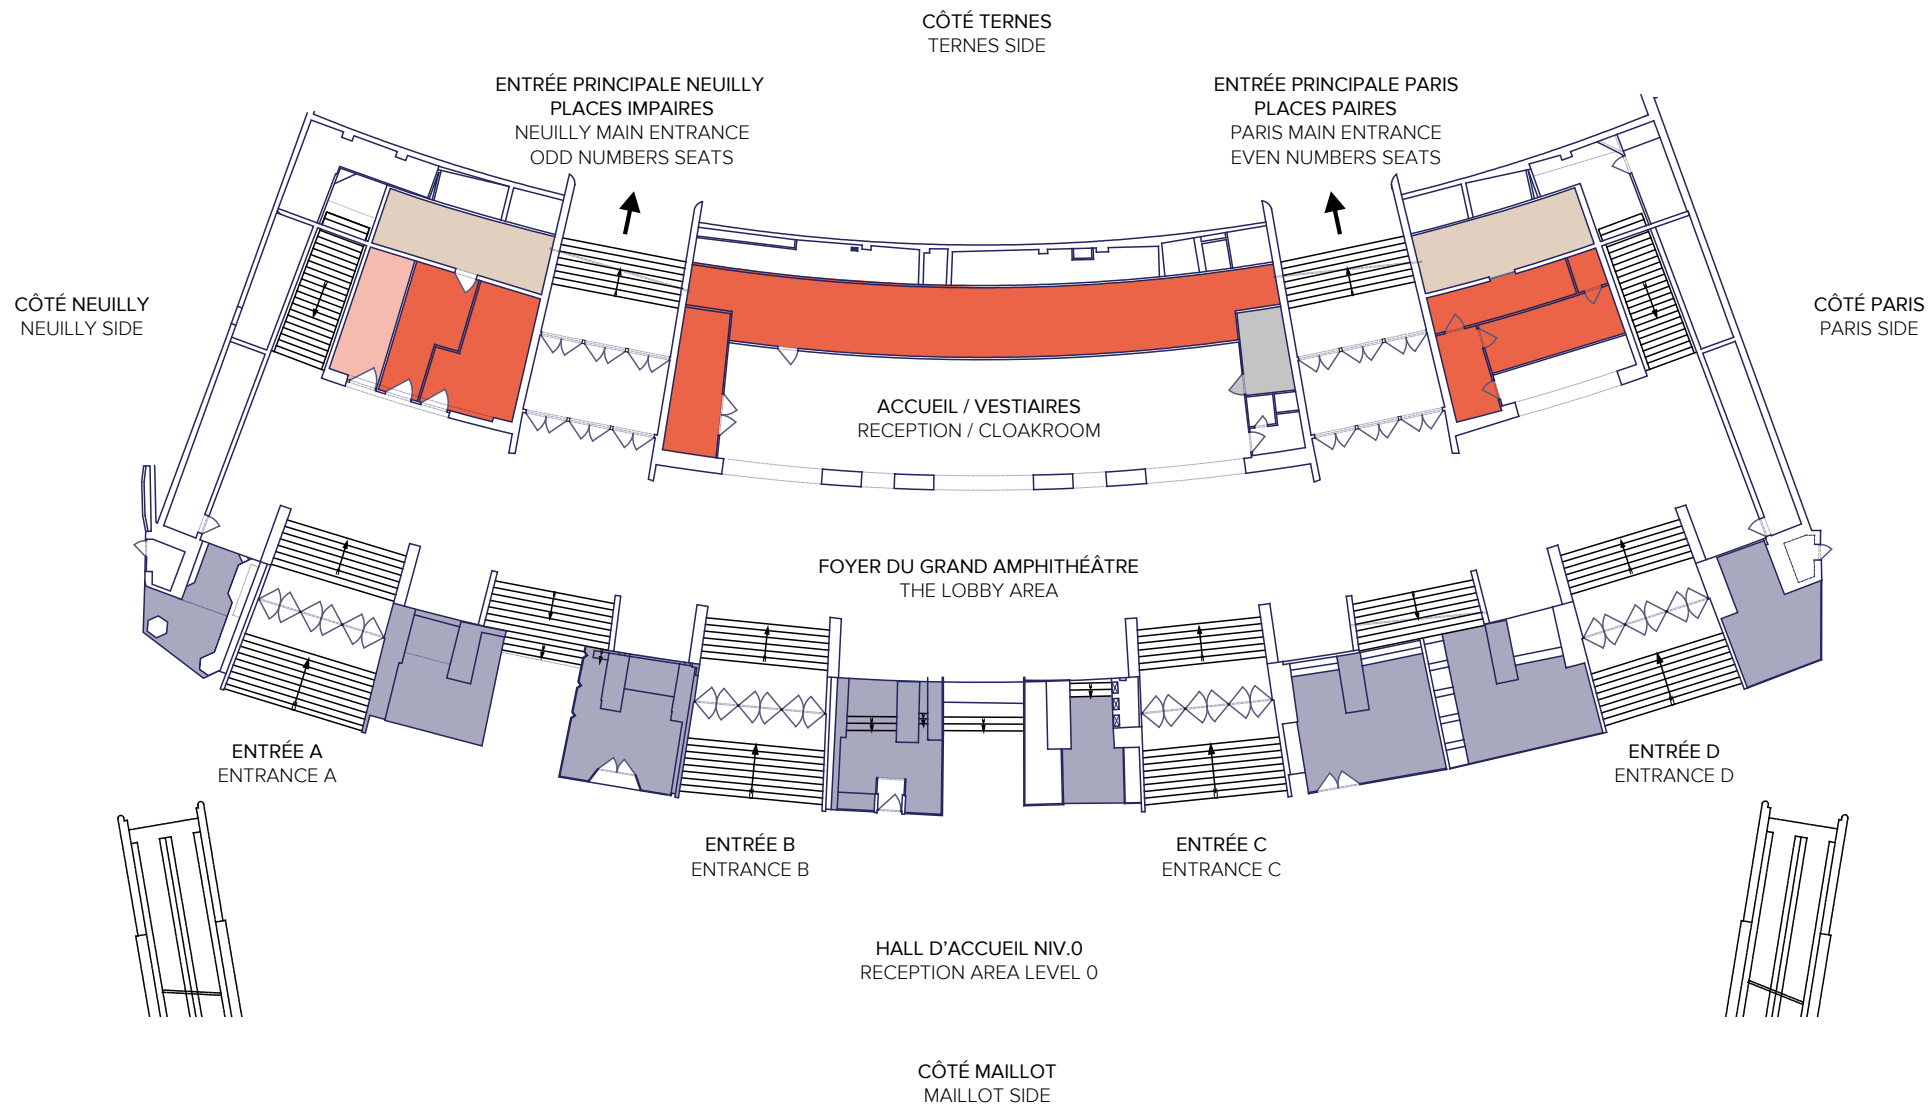 CÔTÉ TERNES
TERNES SIDE
ENTRÉE PRINCIPALE NEUILLY
PLACES IMPAIRES
NEUILLY MAIN ENTRANCE
ODD NUMBERS SEATS
ENTRÉE PRINCIPALE PARIS
PLACES PAIRES
PARIS MAIN ENTRANCE
EVEN NUMBERS SEATS
CÔTÉ NEUILLY
NEUILLY SIDE
CÔTÉ PARIS
PARIS SIDE
ACCUEIL / VESTIAIRES
RECEPTION / CLOAKROOM
FOYER DU GRAND AMPHITHÉÂTRE
THE LOBBY AREA
ENTRÉE A
ENTRANCE A
ENTRÉE D
ENTRANCE D
ENTRÉE B
ENTRANCE B
ENTRÉE C
ENTRANCE C
HALL D'ACCUEIL NIV.0
RECEPTION AREA LEVEL 0
CÔTÉ MAILLOT
MAILLOT SIDE